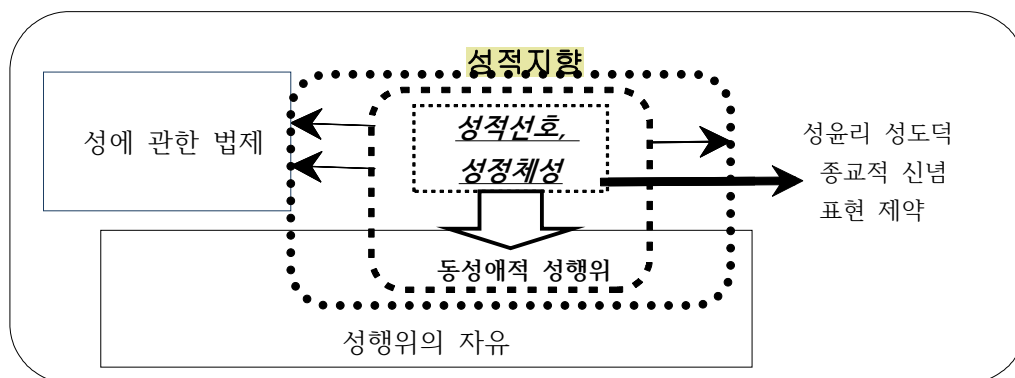 성적지향
성에 관한 법제
성적선호,
성정체성
성윤리 성도덕
종교적 신념
표현 제약
동성애적 성행위
성행위의 자유